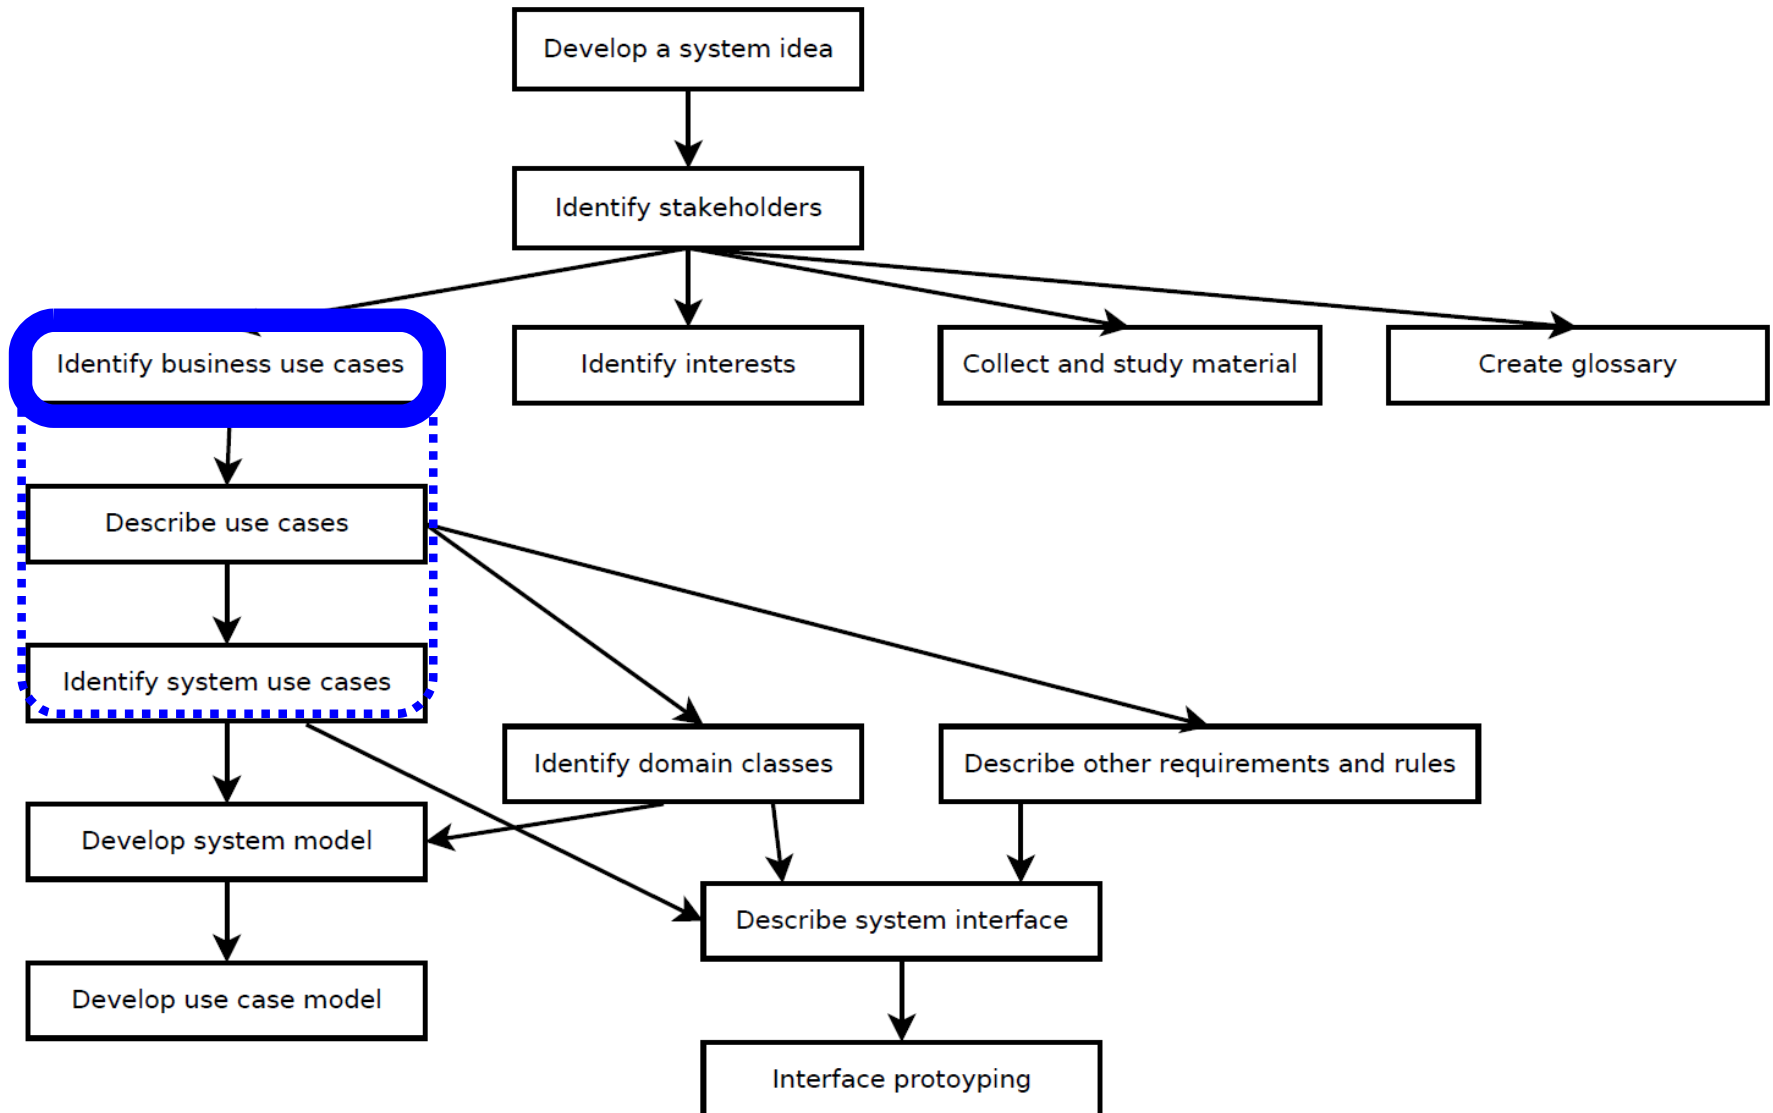 Develop a system idea
Identify stakeholders
Identify business use cases
Identify interests
Collect and study material
Create glossary
Describe use cases
Identify system use cases
Identify domain classes
Describe other requirements and rules
Develop system model
Describe system interface
Develop use case model
Interface protoyping